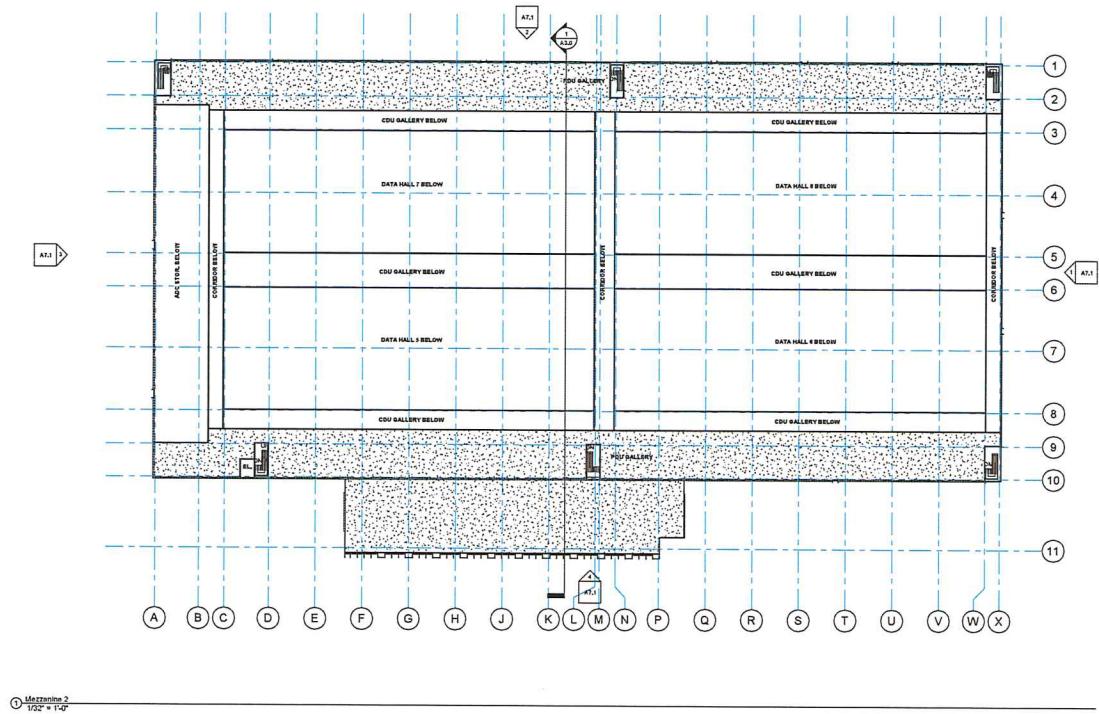 A7.1
2
1
A3.0
1
PDU GALLERY
2
CDU GALLERY BELOW
CDU GALLERY BELOW
3
DATA HALL 7 BELOW
DATA HALL 8 BELOW
4
A7.1 3
ADC STOR. BELOW
CORRIDOR BELOW
CORRIDOR BELOW
CORRIDOR BELOW
5
CDU GALLERY BELOW
CDU GALLERY BELOW
1 A7.1
6
DATA HALL 5 BELOW
DATA HALL 6 BELOW
7
8
CDU GALLERY BELOW
CDU GALLERY BELOW
9
EL.
DN
PDU GALLERY
10
11
4
A7.1
A B C D E F G H J K L M N P Q R S T U V W X
1 Mezzanine 2
1/32" = 1'-0"